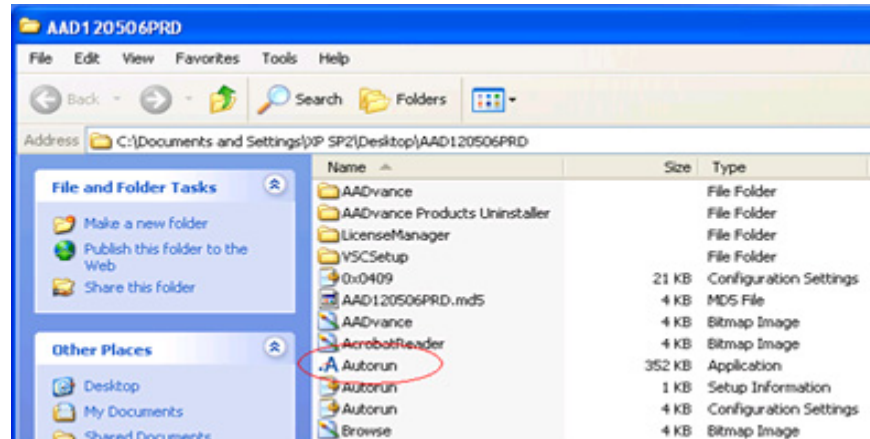 AAD120506PRD
File Edit View Favorites Tools Help
Back Search Folders
Address C:\Documents and Settings\XP SP2\Desktop\AAD120506PRD
Name Size Type
File and Folder Tasks
Make a new folder
Publish this folder to the
Web
Share this folder
Other Places
Desktop
My Documents
Shared Documents
AADvance File Folder
AADvance Products Uninstaller File Folder
LicenseManager File Folder
VSCSetup File Folder
0x0409 21 KB Configuration Settings
AAD120506PRD.md5 4 KB MD5 File
AADvance 4 KB Bitmap Image
AcrobatReader 4 KB Bitmap Image
Autorun 352 KB Application
Autorun 1 KB Setup Information
Autorun 4 KB Configuration Settings
Browse 4 KB Bitmap Image